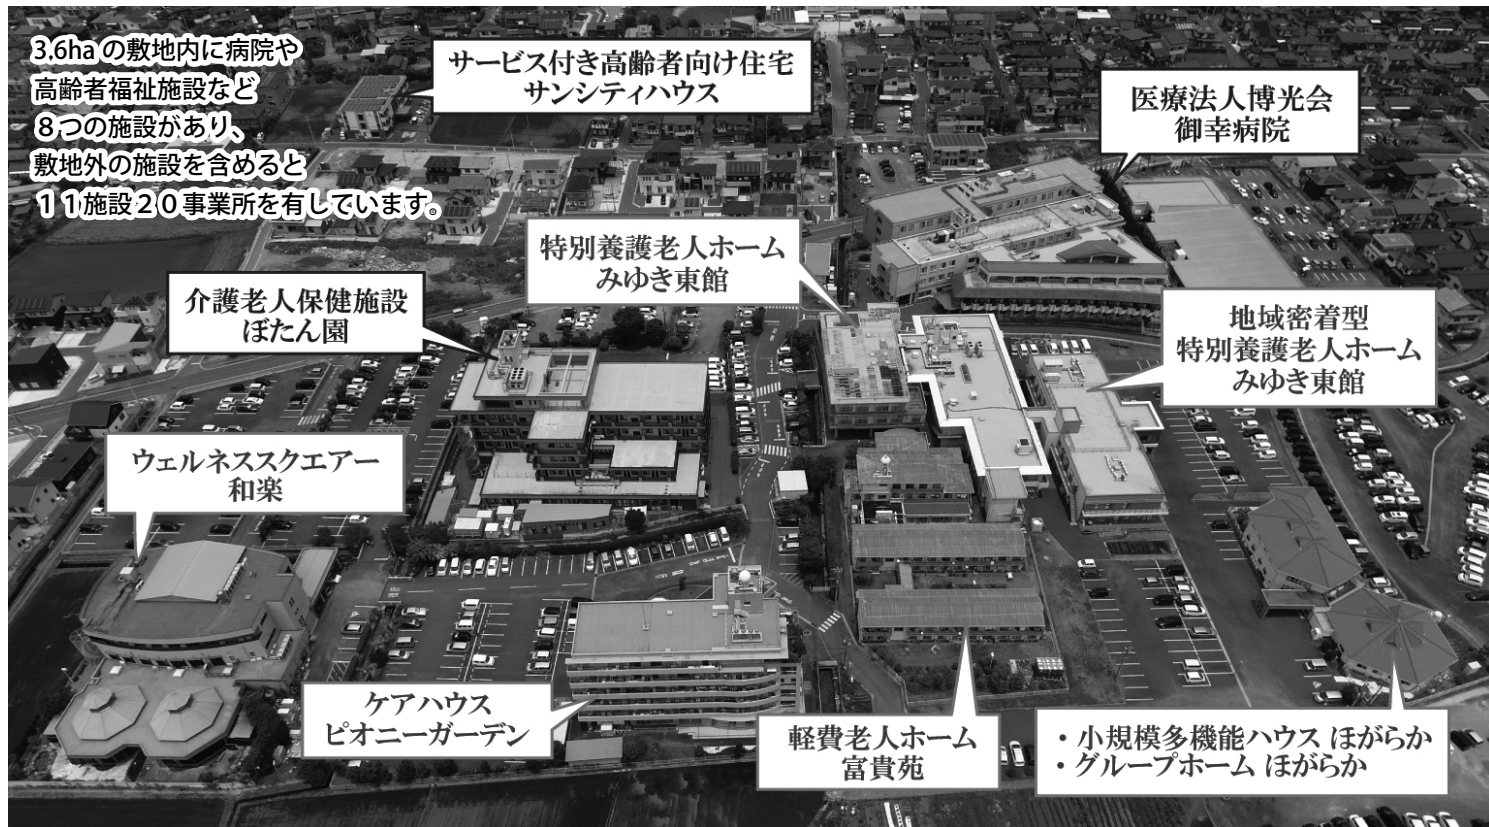 3.6ha の敷地内に病院や
高齢者福祉施設など
８つの施設があり、
敷地外の施設を含めると
１１施設２０事業所を有しています。
サービス付き高齢者向け住宅
サンシティハウス
医療法人博光会
御幸病院
特別養護老人ホーム
みゆき東館
介護老人保健施設
ぼたん園
地域密着型
特別養護老人ホーム
みゆき東館
ウェルネススクエアー
和楽
ケアハウス
ピオニーガーデン
軽費老人ホーム
富貴苑
・小規模多機能ハウス ほがらか
・グループホーム ほがらか